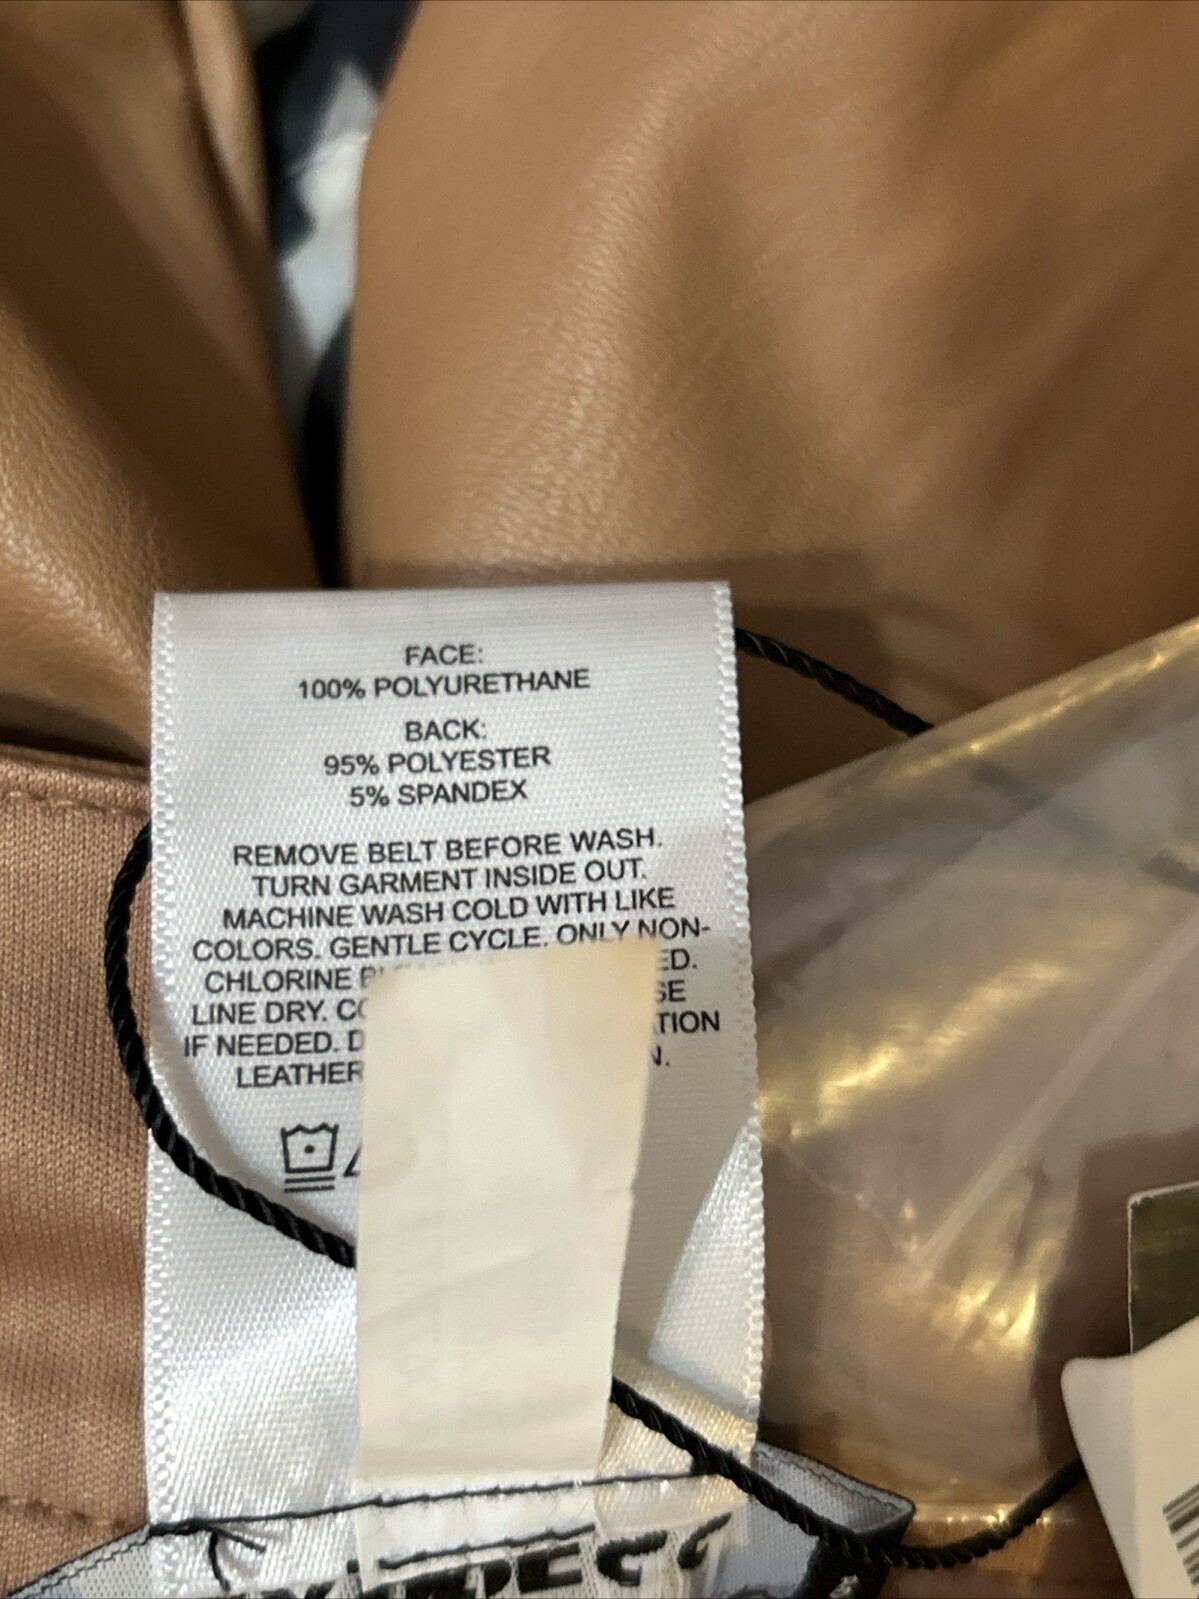 FACE:
100% POLYURETHANE
BACK:
95% POLYESTER
5% SPANDEX
REMOVE BELT BEFORE WASH.
TURN GARMENT INSIDE OUT.
MACHINE WASH COLD WITH LIKE
COLORS. GENTLE CYCLE. ONLY NON-
CHLORINE
LINE DRY.
IF NEEDED.
LEATHER